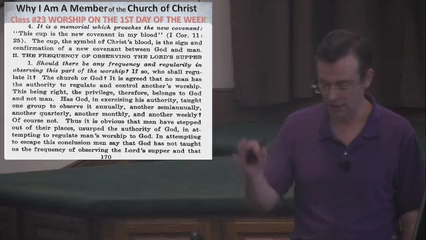 Why I Am A Member of the Church of Christ
Class #23 WORSHIP ON THE 1ST DAY OF THE WEEK
4. It is a memorial which preaches the new covenant:
"This cup is the new covenant in my blood" (1 Cor. 11:
25). The cup, the symbol of Christ's blood, is the sign and
confirmation of a new covenant between God and man.
II. THE FREQUENCY OF OBSERVING THE LORD'S SUPPER
1. Should there be any frequency and regularity in
observing this part of the worship? If so, who shall regu-
late it? The church or God? It is agreed that no man has
the authority to regulate and control another's worship.
This being right, the privilege, therefore, belongs to God
and not man. Has God, in exercising his authority, taught
one group to observe it annually, another semiannually,
another quarterly, another monthly, and another weekly?
Of course not. Thus it is obvious that men have stepped
out of their places, usurped the authority of God, in at-
tempting to regulate man's worship to God. In attempting
to escape this conclusion men say that God has not taught
us the frequency of observing the Lord's supper and that
170